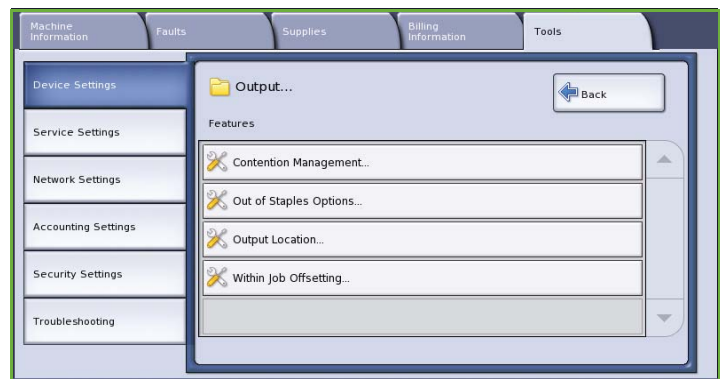 Machine
Information
Faults
Supplies
Billing
Information
Tools
Device Settings
Service Settings
Network Settings
Accounting Settings
Security Settings
Troubleshooting
Output...
Back
Features
Contention Management...
Out of Staples Options...
Output Location...
Within Job Offsetting...